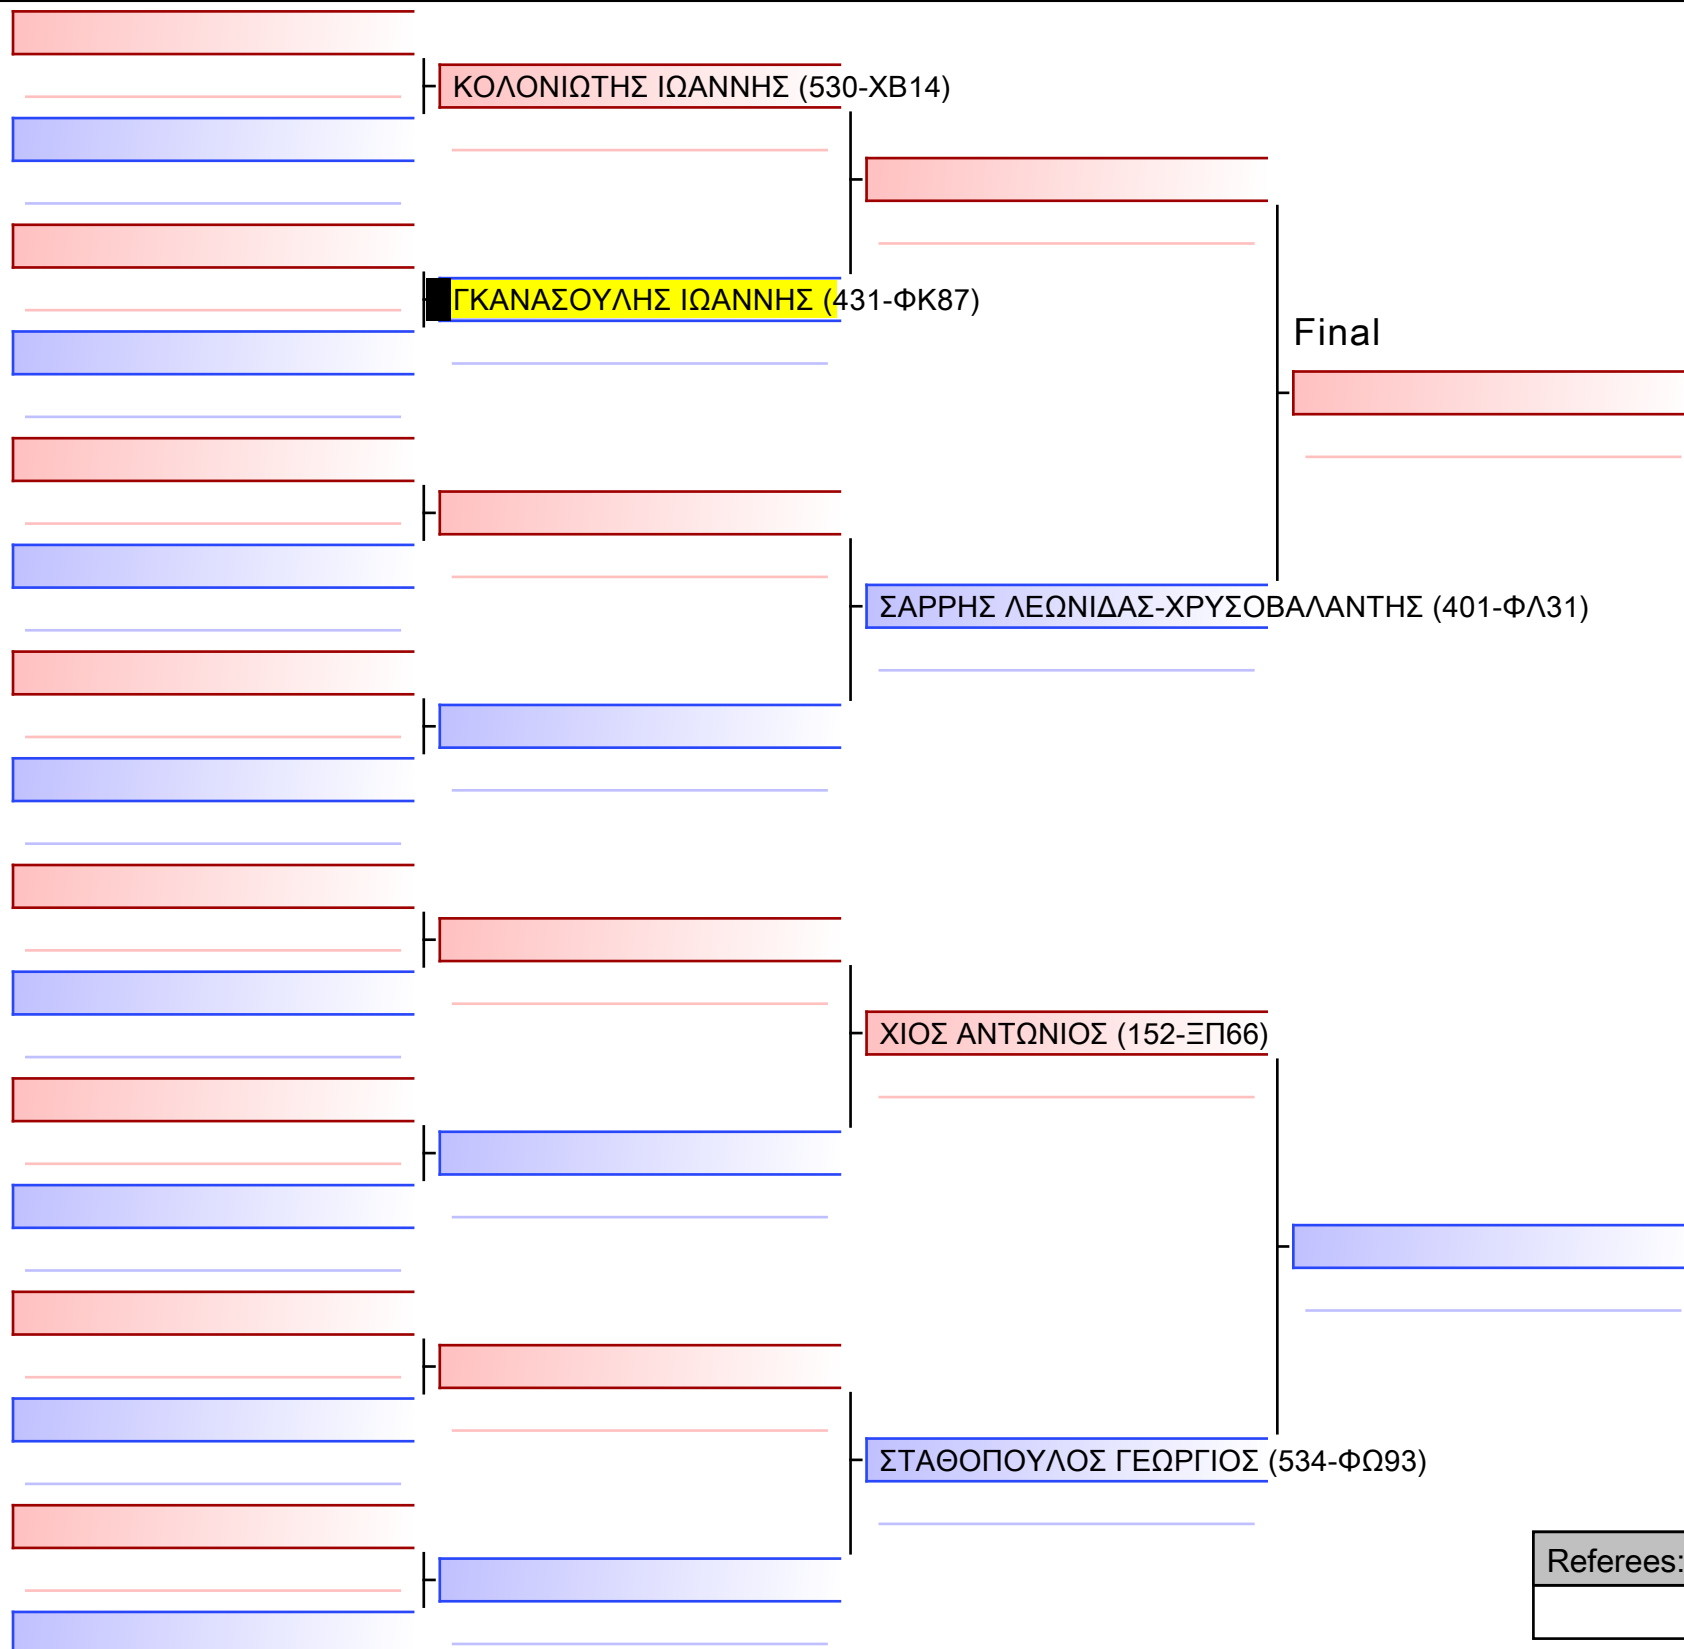 ΚΟΛΟΝΙΩΤΗΣ ΙΩΑΝΝΗΣ (530-ΧΒ14)
ΓΚΑΝΑΣΟΥΛΗΣ ΙΩΑΝΝΗΣ (431-ΦΚ87)
Final
ΣΑΡΡΗΣ ΛΕΩΝΙΔΑΣ-ΧΡΥΣΟΒΑΛΑΝΤΗΣ (401-ΦΛ31)
ΧΙΟΣ ΑΝΤΩΝΙΟΣ (152-ΞΠ66)
ΣΤΑΘΟΠΟΥΛΟΣ ΓΕΩΡΓΙΟΣ (534-ΦΩ93)
Referees: